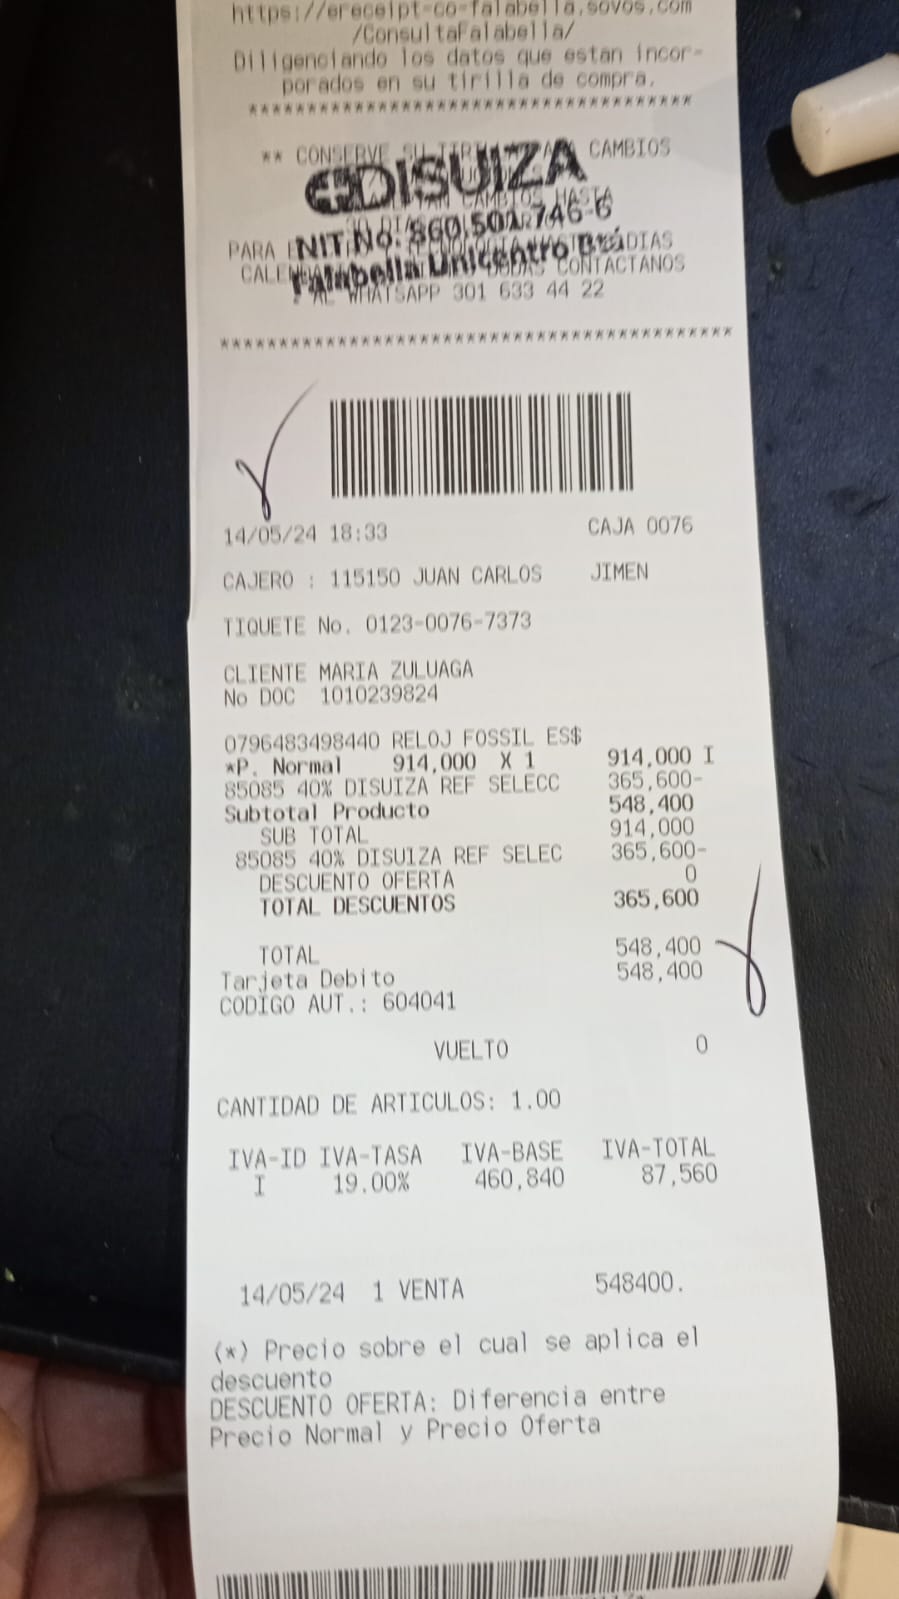 https://ereceipt-co-falabella.sovos.com
/ConsultaFalabella/
Diligenciando los datos que estan incor-
porados en su tirilla de compra.
**************************************
** CONSERVE SU CAMBIOS
DISUIZA
CAMBIOS HASTA
NIT.No. 860.501.746-6
PARA DIAS
Falabella Unicentro Btá
CONTACTANOS
AL WHATSAPP 301 633 44 22
*******************************************
14/05/24 18:33 CAJA 0076
CAJERO : 115150 JUAN CARLOS JIMEN
TIQUETE No. 0123-0076-7373
CLIENTE MARIA ZULUAGA
No DOC 1010239824
0796483498440 RELOJ FOSSIL ES$
*P. Normal 914,000 X 1 914,000 I
85085 40% DISUIZA REF SELECC 365,600-
Subtotal Producto 548,400
SUB TOTAL 914,000
85085 40% DISUIZA REF SELEC 365,600-
DESCUENTO OFERTA 0
TOTAL DESCUENTOS 365,600
TOTAL 548,400
Tarjeta Debito 548,400
CODIGO AUT.: 604041
VUELTO 0
CANTIDAD DE ARTICULOS: 1.00
IVA-ID IVA-TASA IVA-BASE IVA-TOTAL
I 19.00% 460,840 87,560
14/05/24 1 VENTA 548400.
(*) Precio sobre el cual se aplica el
descuento
DESCUENTO OFERTA: Diferencia entre
Precio Normal y Precio Oferta